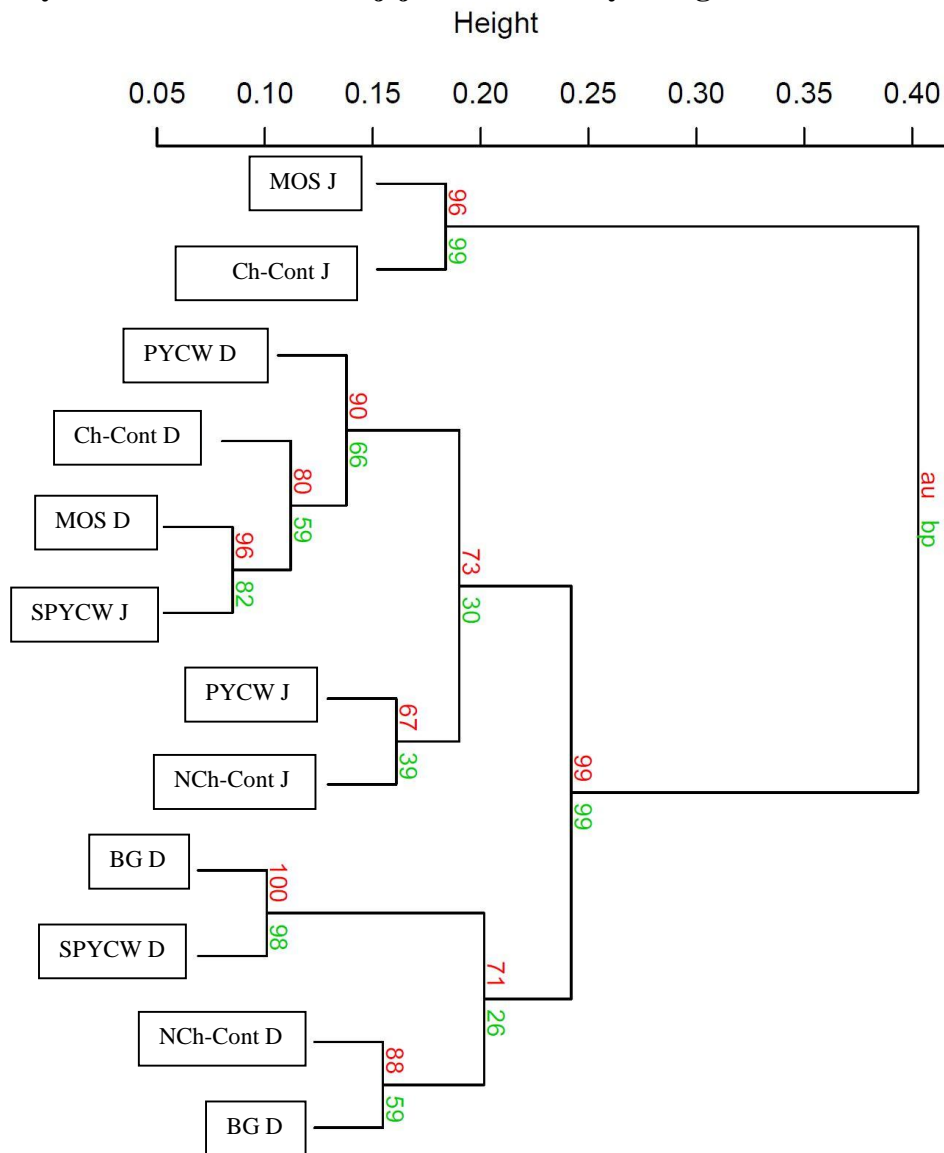 Height
0.05 0.10 0.15 0.20 0.25 0.30 0.35 0.40
MOS J
96
99
Ch-Cont J
PYCW D
90
66
Ch-Cont D
80
59
au
bp
MOS D
96
82
73
30
SPYCW J
PYCW J
67
39
NCh-Cont J
99
99
BG D
100
98
SPYCW D
71
26
NCh-Cont D
88
59
BG D